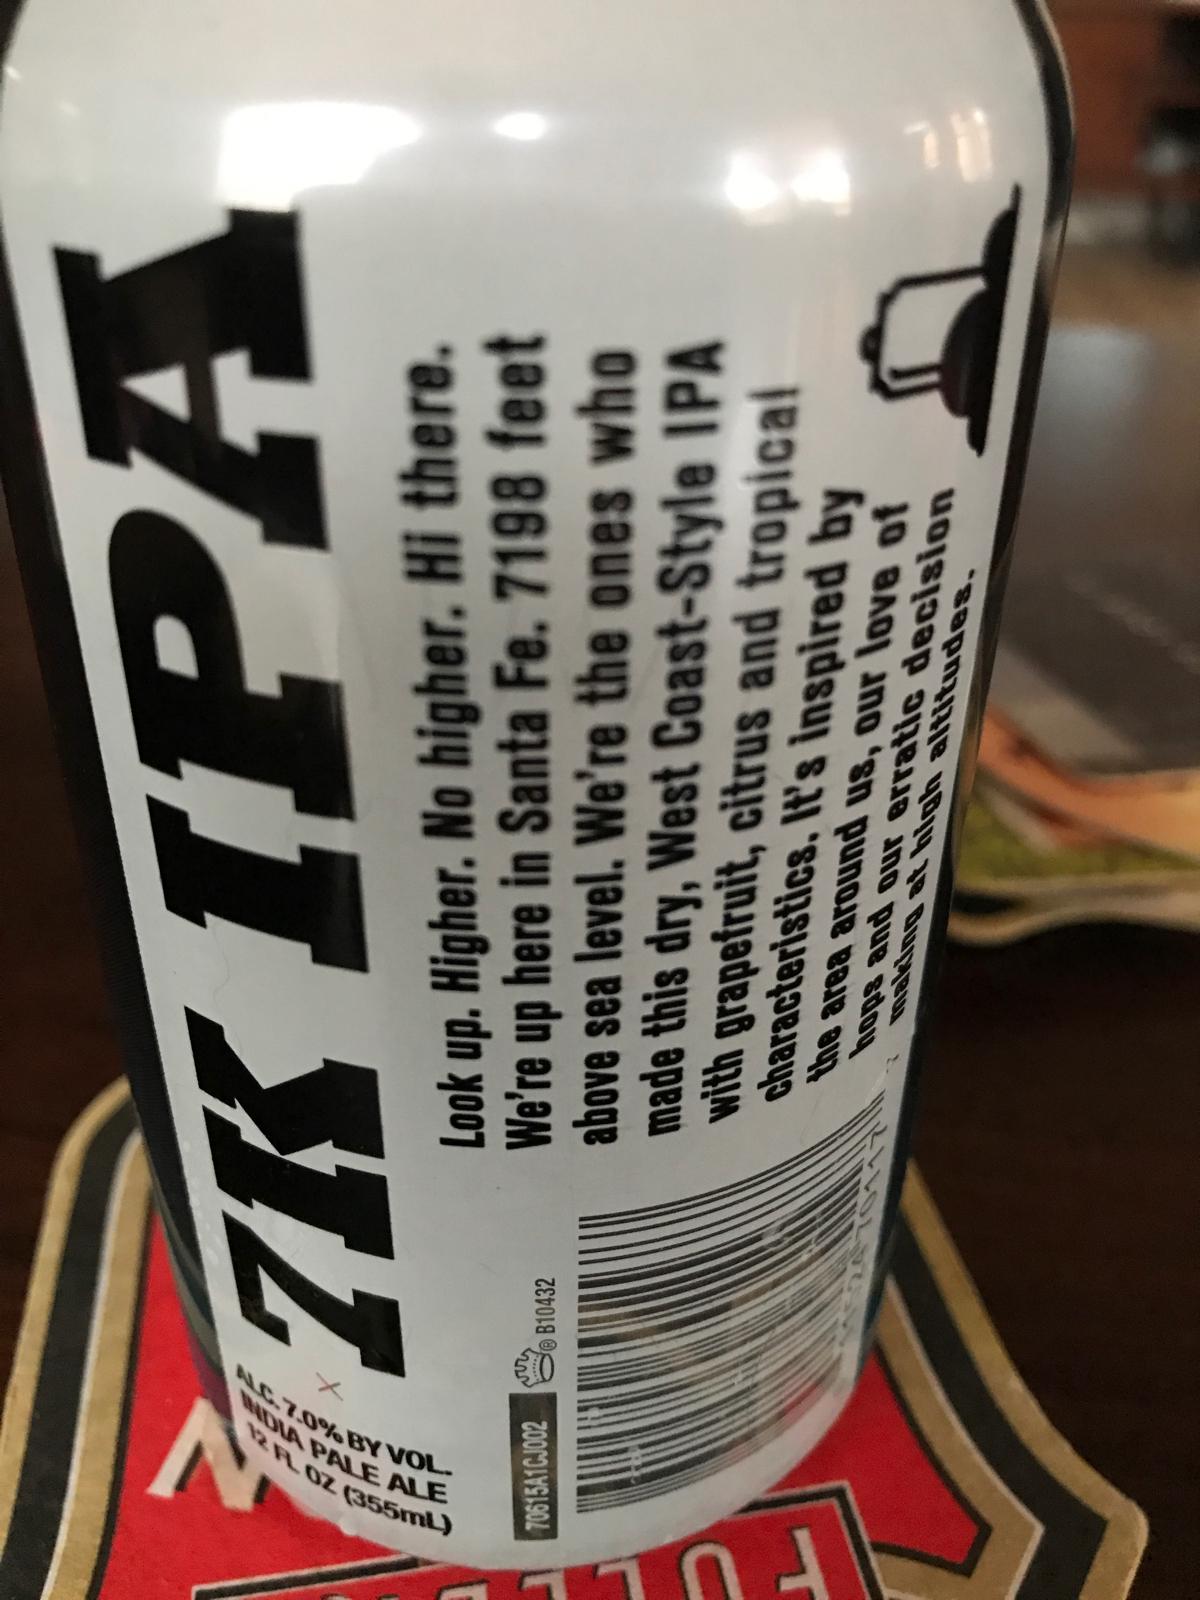 7K IPA
Look up. Higher. No higher. Hi there.
We're up here in Santa Fe. 7198 feet
above sea level. We're the ones who
made this dry, West Coast-Style IPA
with grapefruit, citrus and tropical
characteristics. It's inspired by
the area around us, our love of
hops and our erratic decision
making at high altitudes.
ALC. 7.0% BY VOL.
INDIA PALE ALE
12 FL OZ (355mL)
70615A1CJ002
® B10432